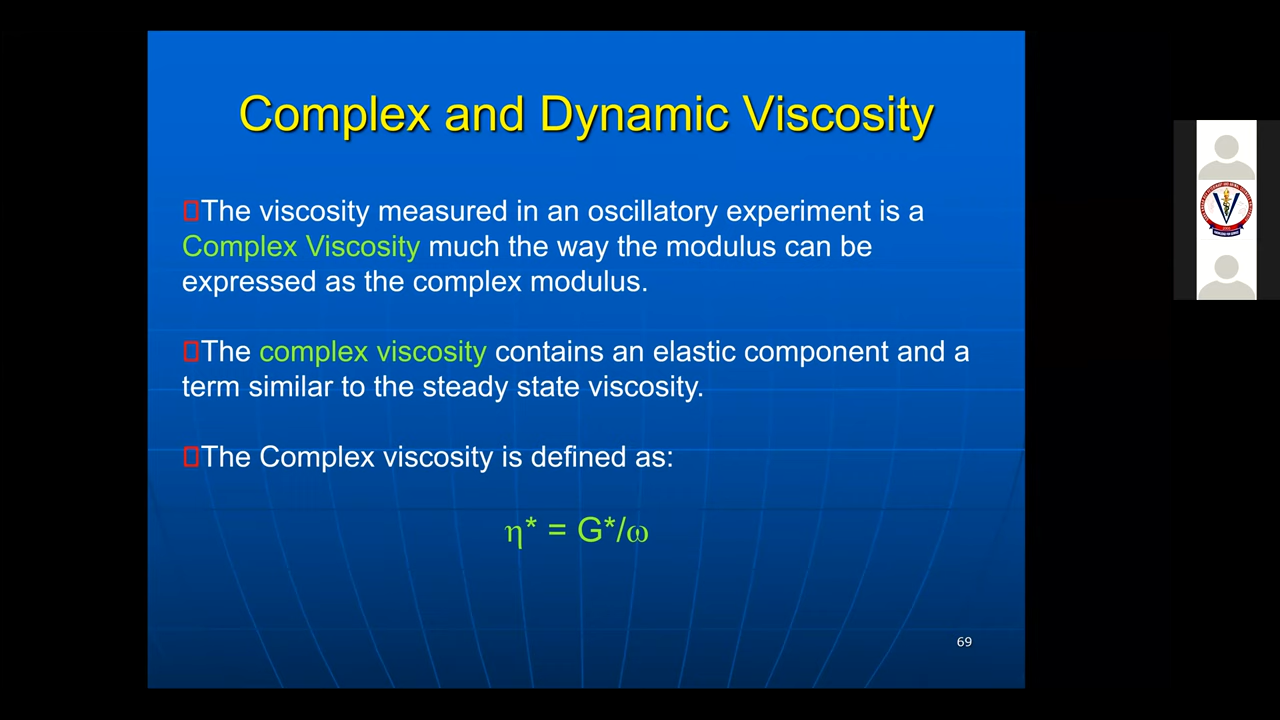 Complex and Dynamic Viscosity
The viscosity measured in an oscillatory experiment is a
Complex Viscosity much the way the modulus can be
expressed as the complex modulus.
The complex viscosity contains an elastic component and a
term similar to the steady state viscosity.
The Complex viscosity is defined as:
η* = G*/ω
69